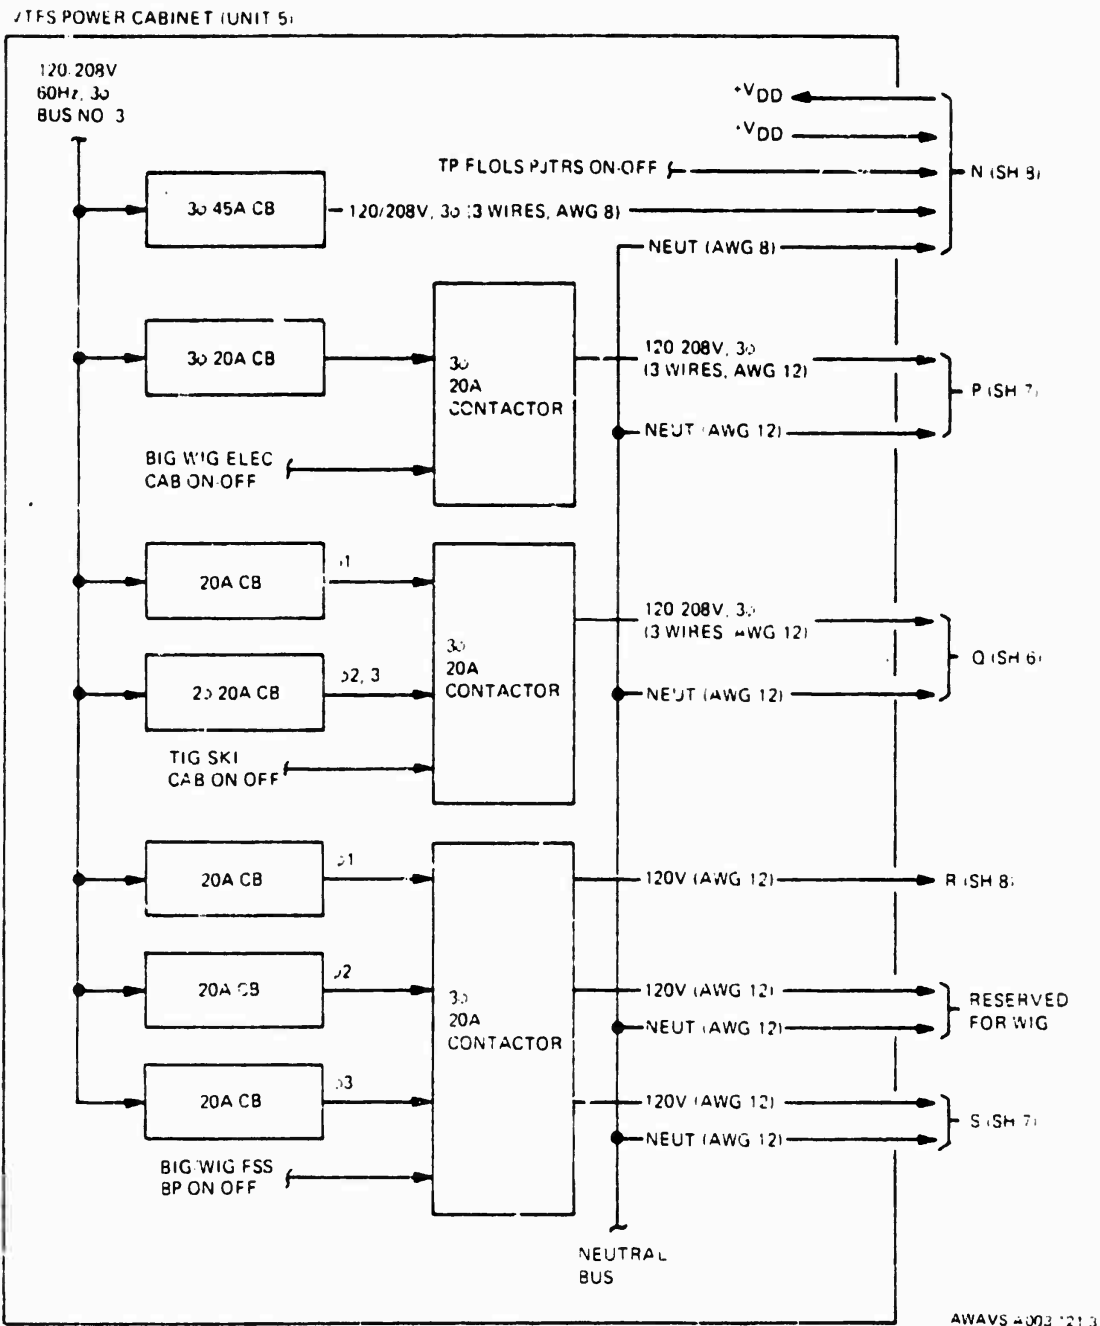 VTFS POWER CABINET (UNIT 5)
120/208V
60Hz, 3ϕ
BUS NO. 3
+VDD
+VDD
TP FLOLS PJTRS ON-OFF
N (SH 8)
3ϕ 45A CB
120/208V, 3ϕ (3 WIRES, AWG 8)
NEUT (AWG 8)
3ϕ 20A CB
3ϕ
20A
CONTACTOR
120/208V, 3ϕ
(3 WIRES, AWG 12)
P (SH 7)
NEUT (AWG 12)
BIG/WIG ELEC
CAB ON-OFF
20A CB
ϕ1
3ϕ
20A
CONTACTOR
120/208V, 3ϕ
(3 WIRES, AWG 12)
Q (SH 6)
2ϕ 20A CB
ϕ2, 3
NEUT (AWG 12)
TIG SKI
CAB ON OFF
20A CB
ϕ1
120V (AWG 12)
R (SH 8)
20A CB
ϕ2
3ϕ
20A
CONTACTOR
120V (AWG 12)
NEUT (AWG 12)
RESERVED
FOR WIG
20A CB
ϕ3
120V (AWG 12)
NEUT (AWG 12)
S (SH 7)
BIG/WIG FSS
BP ON OFF
NEUTRAL
BUS
AWAVS A003 121 3